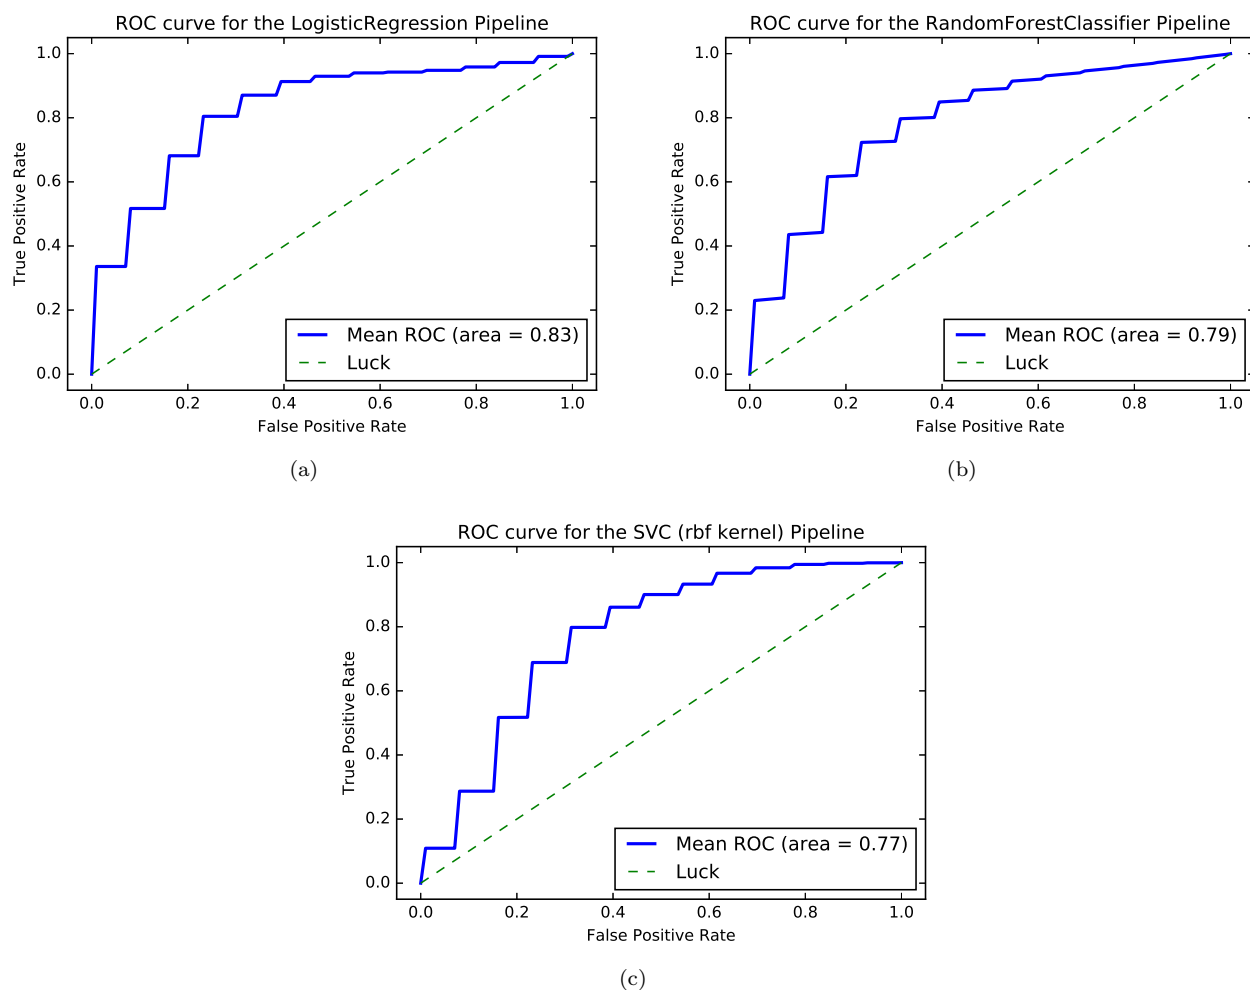 ROC curve for the LogisticRegression Pipeline
1.0
0.8
0.6
0.4
0.2
0.0
True Positive Rate
Mean ROC (area = 0.83)
Luck
0.0 0.2 0.4 0.6 0.8 1.0
False Positive Rate
(a)
ROC curve for the RandomForestClassifier Pipeline
1.0
0.8
0.6
0.4
0.2
0.0
True Positive Rate
Mean ROC (area = 0.79)
Luck
0.0 0.2 0.4 0.6 0.8 1.0
False Positive Rate
(b)
ROC curve for the SVC (rbf kernel) Pipeline
1.0
0.8
0.6
0.4
0.2
0.0
True Positive Rate
Mean ROC (area = 0.77)
Luck
0.0 0.2 0.4 0.6 0.8 1.0
False Positive Rate
(c)